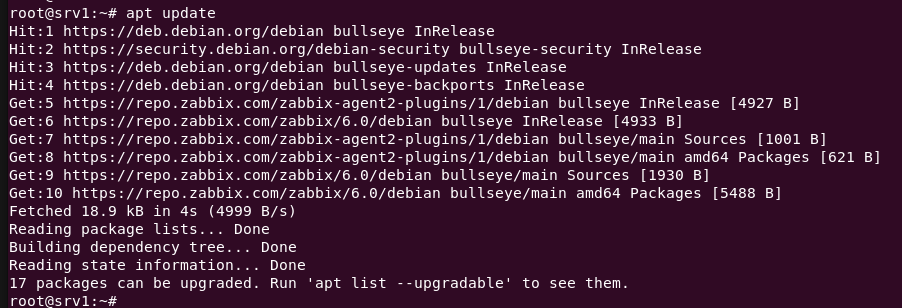 root@srv1:~# apt update
Hit:1 https://deb.debian.org/debian bullseye InRelease
Hit:2 https://security.debian.org/debian-security bullseye-security InRelease
Hit:3 https://deb.debian.org/debian bullseye-updates InRelease
Hit:4 https://deb.debian.org/debian bullseye-backports InRelease
Get:5 https://repo.zabbix.com/zabbix-agent2-plugins/1/debian bullseye InRelease [4927 B]
Get:6 https://repo.zabbix.com/zabbix/6.0/debian bullseye InRelease [4933 B]
Get:7 https://repo.zabbix.com/zabbix-agent2-plugins/1/debian bullseye/main Sources [1001 B]
Get:8 https://repo.zabbix.com/zabbix-agent2-plugins/1/debian bullseye/main amd64 Packages [621 B]
Get:9 https://repo.zabbix.com/zabbix/6.0/debian bullseye/main Sources [1930 B]
Get:10 https://repo.zabbix.com/zabbix/6.0/debian bullseye/main amd64 Packages [5488 B]
Fetched 18.9 kB in 4s (4999 B/s)
Reading package lists... Done
Building dependency tree... Done
Reading state information... Done
17 packages can be upgraded. Run 'apt list --upgradable' to see them.
root@srv1:~#